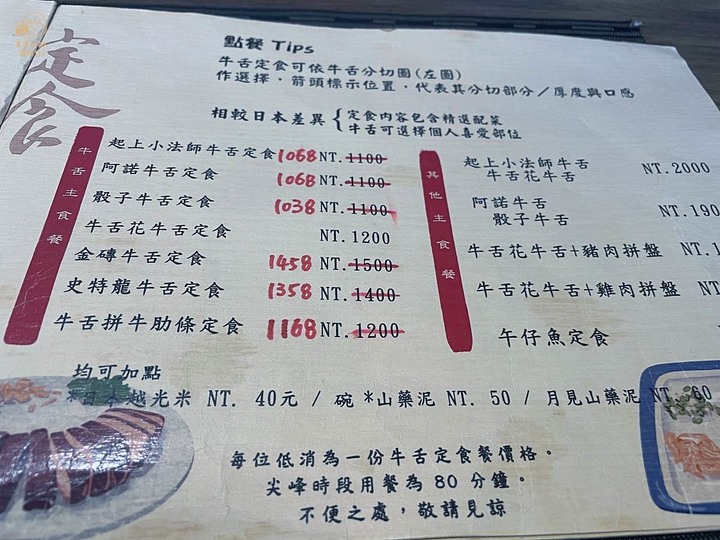 定食
點餐 Tips
牛舌定食可依牛舌分切圖(左圖)
作選擇．箭頭標示位置．代表其分切部分／厚度與口感
相較日本差異 { 定食內容包含精選配菜
牛舌可選擇個人喜愛部位
牛舌主食餐
起上小法師牛舌定食 1068 NT.1100
阿諾牛舌定食 1068 NT.1100
骰子牛舌定食 1038 NT.1100
牛舌花牛舌定食 NT.1200
金磚牛舌定食 1458 NT.1500
史特龍牛舌定食 1358 NT.1400
牛舌拼牛肋條定食 1168 NT.1200
其他主食餐
起上小法師牛舌
牛舌花牛舌 NT.2000
阿諾牛舌
骰子牛舌 NT.190
牛舌花牛舌+豬肉拼盤 NT.1
牛舌花牛舌+雞肉拼盤 NT
午仔魚定食
均可加點
*日本越光米 NT. 40元 / 碗 *山藥泥 NT. 50 / 月見山藥泥 NT. 60
每位低消為一份牛舌定食餐價格。
尖峰時段用餐為 80 分鐘。
不便之處，敬請見諒